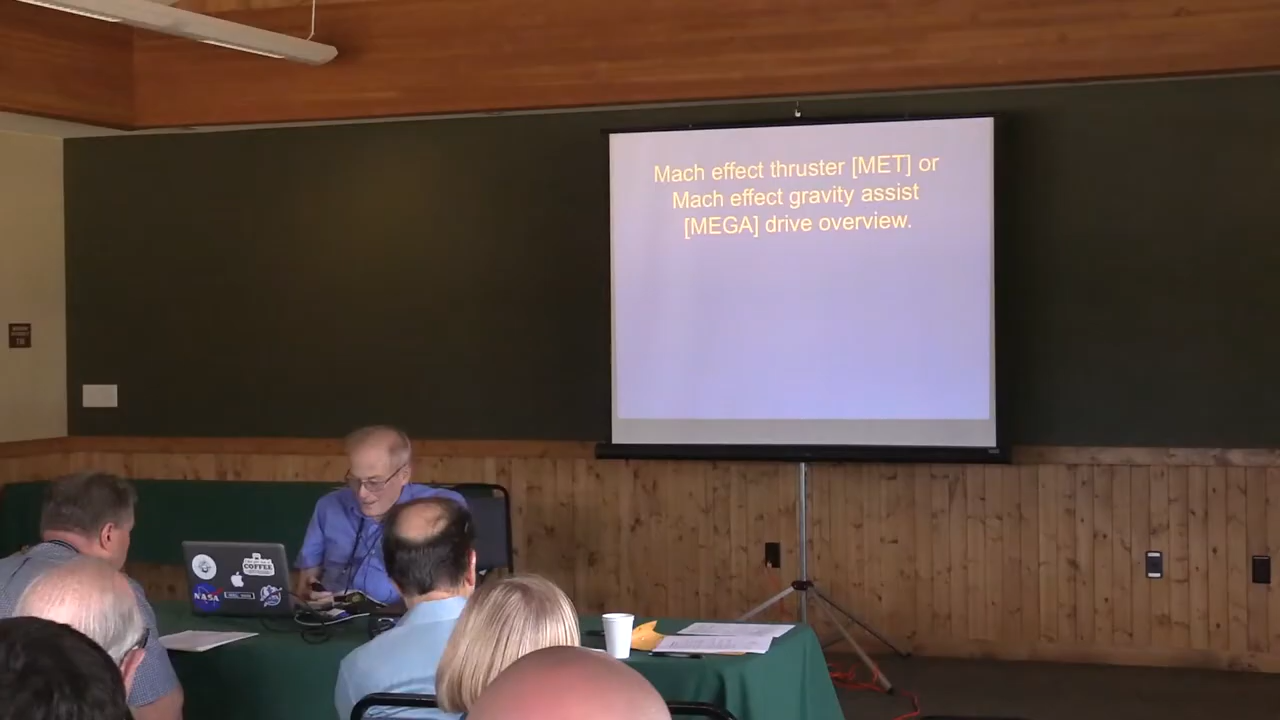 Mach effect thruster [MET] or
Mach effect gravity assist
[MEGA] drive overview.
COFFEE
NASA